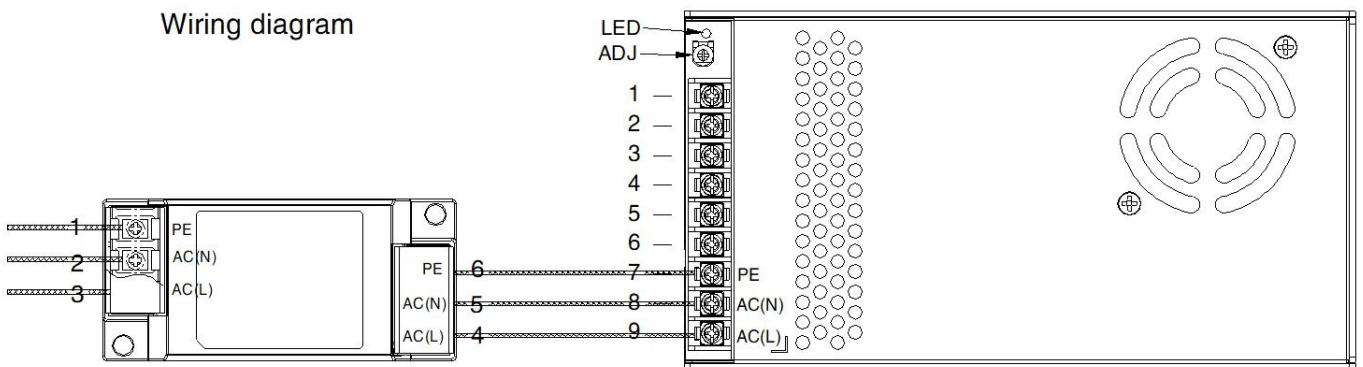 Wiring diagram
LED
ADJ
1
2
3
4
5
6
7 PE
8 AC(N)
9 AC(L)
1 PE
2 AC(N)
3 AC(L)
PE 6
AC(N) 5
AC(L) 4